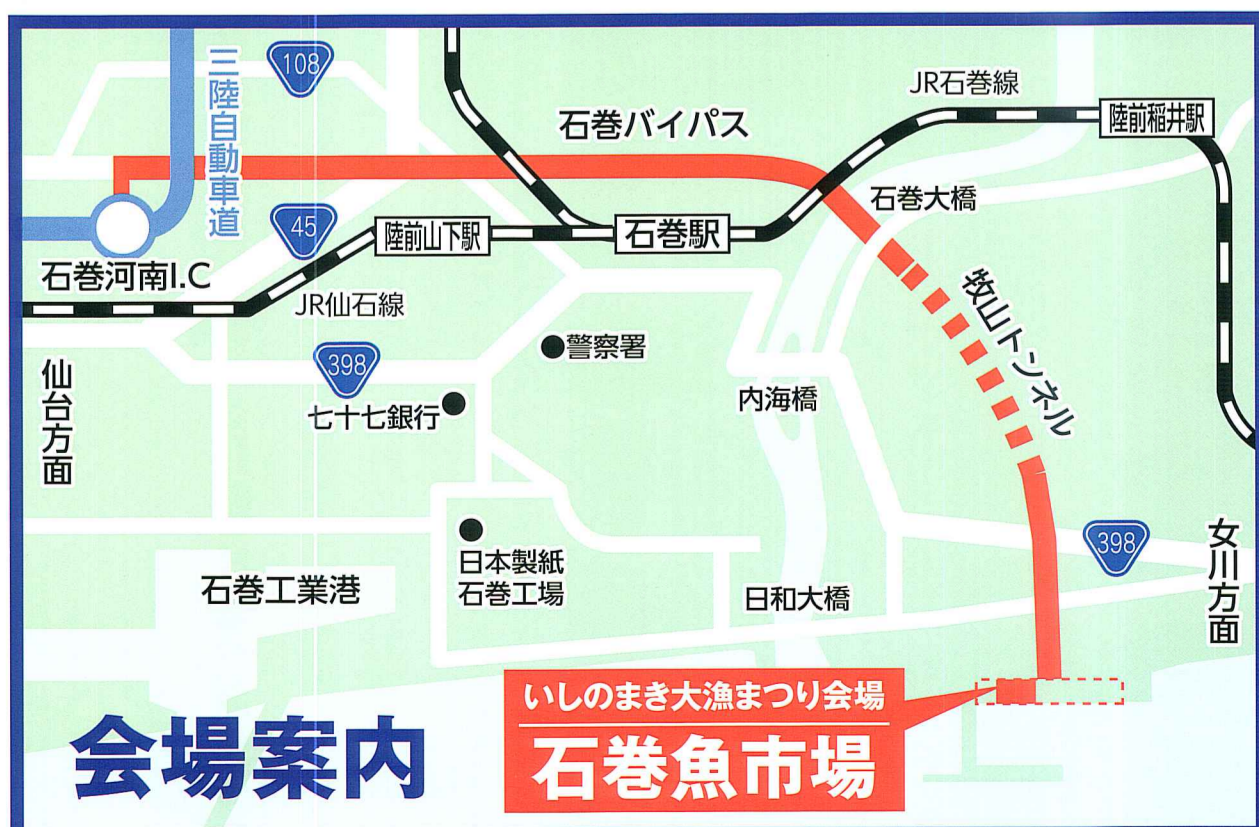 108
三陸自動車道
JR石巻線
石巻バイパス
陸前稲井駅
石巻大橋
45
陸前山下駅
石巻駅
石巻河南I.C
JR仙石線
牧山トンネル
警察署
398
仙台方面
七十七銀行
内海橋
398
女川方面
日本製紙
石巻工場
石巻工業港
日和大橋
いしのまき大漁まつり会場
石巻魚市場
会場案内